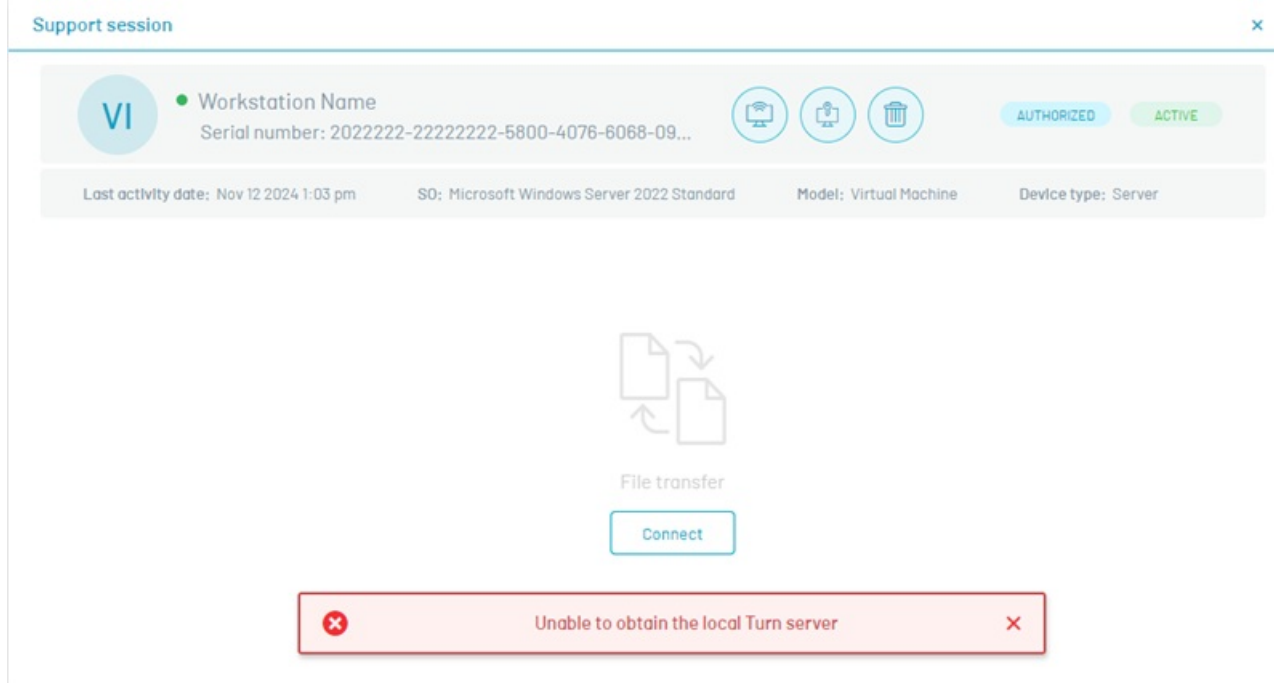 Support session
VI
Workstation Name
Serial number: 2022222-22222222-5800-4076-6068-09...
AUTHORIZED
ACTIVE
Last activity date: Nov 12 2024 1:03 pm
SO: Microsoft Windows Server 2022 Standard
Model: Virtual Machine
Device type: Server
File transfer
Connect
Unable to obtain the local Turn server